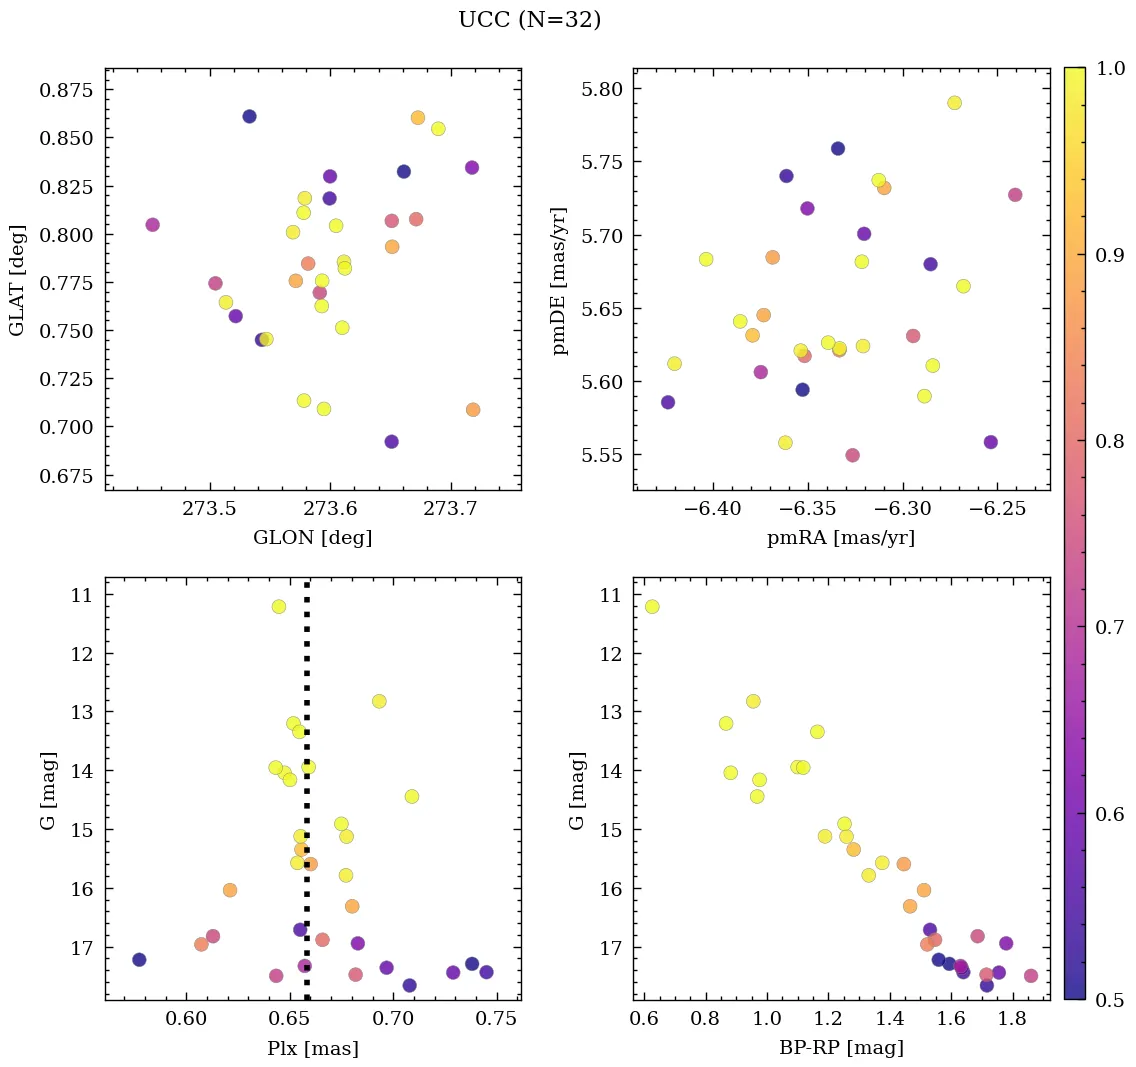 UCC (N=32)
0.875
0.850
0.825
0.800
0.775
0.750
0.725
0.700
0.675
GLAT [deg]
273.5 273.6 273.7
GLON [deg]
5.80
5.75
5.70
5.65
5.60
5.55
pmDE [mas/yr]
−6.40 −6.35 −6.30 −6.25
pmRA [mas/yr]
11
12
13
14
15
16
17
G [mag]
0.60 0.65 0.70 0.75
Plx [mas]
11
12
13
14
15
16
17
G [mag]
0.6 0.8 1.0 1.2 1.4 1.6 1.8
BP-RP [mag]
1.0
0.9
0.8
0.7
0.6
0.5